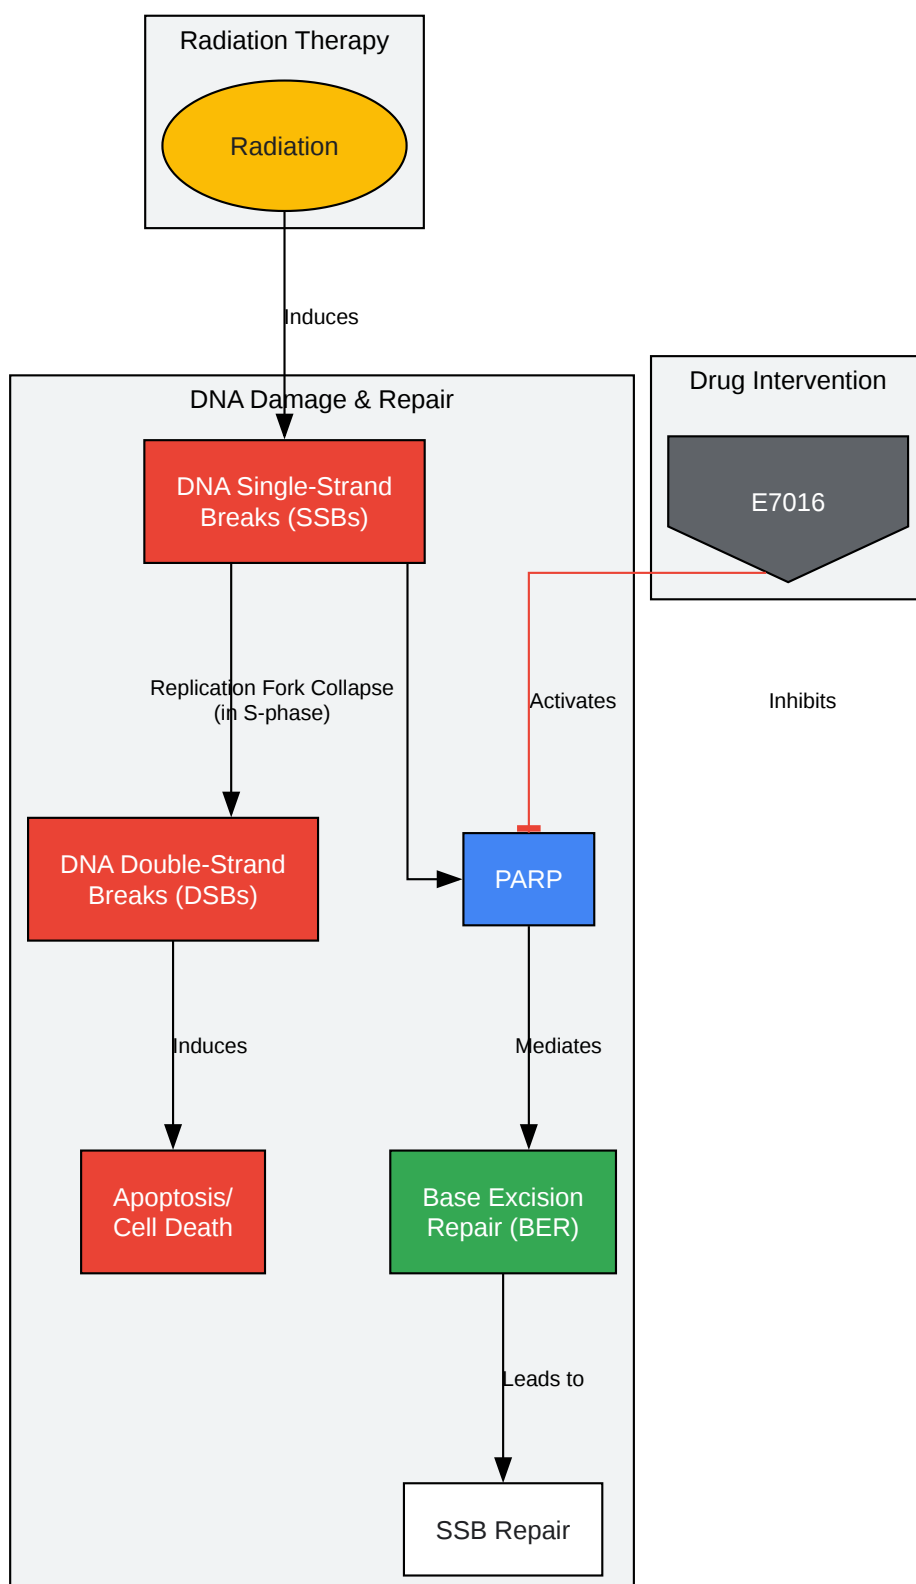 Radiation Therapy
Radiation
Induces
Drug Intervention
DNA Damage & Repair
DNA Single-Strand
Breaks (SSBs)
E7016
Replication Fork Collapse
(in S-phase)
Activates
Inhibits
DNA Double-Strand
Breaks (DSBs)
PARP
Induces
Mediates
Apoptosis/
Cell Death
Base Excision
Repair (BER)
Leads to
SSB Repair